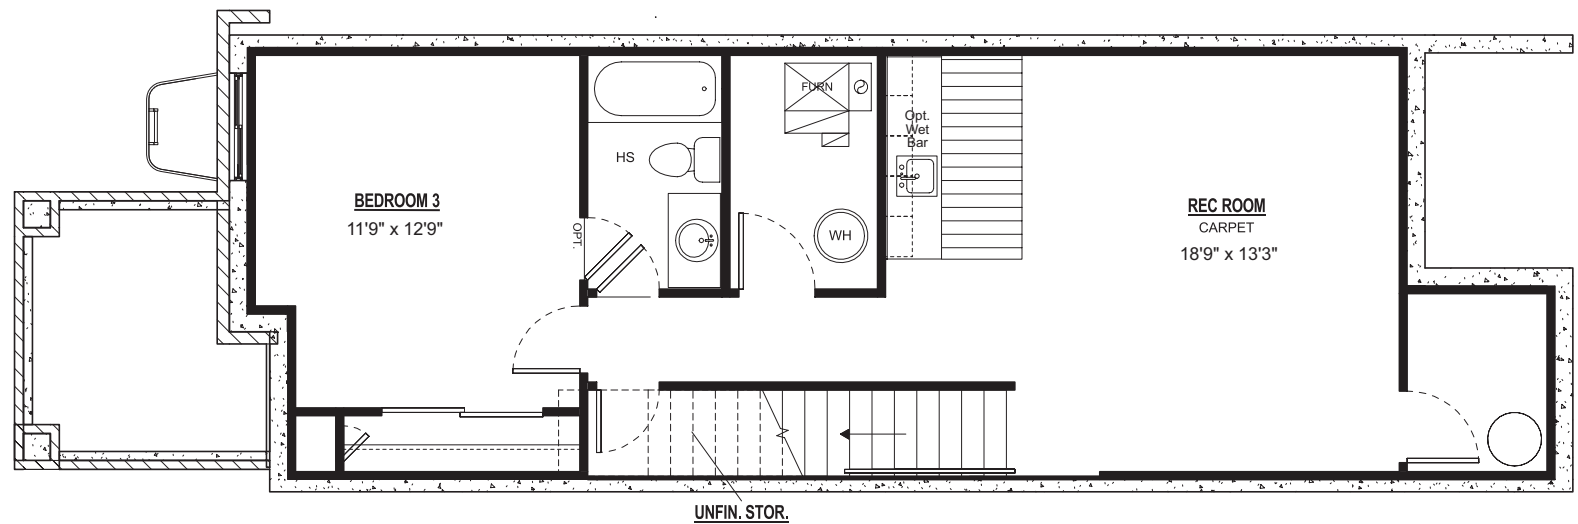 FURN
Opt.
Wet
Bar
HS
BEDROOM 3
11'9" x 12'9"
OPT.
WH
REC ROOM
CARPET
18'9" x 13'3"
UNFIN. STOR.